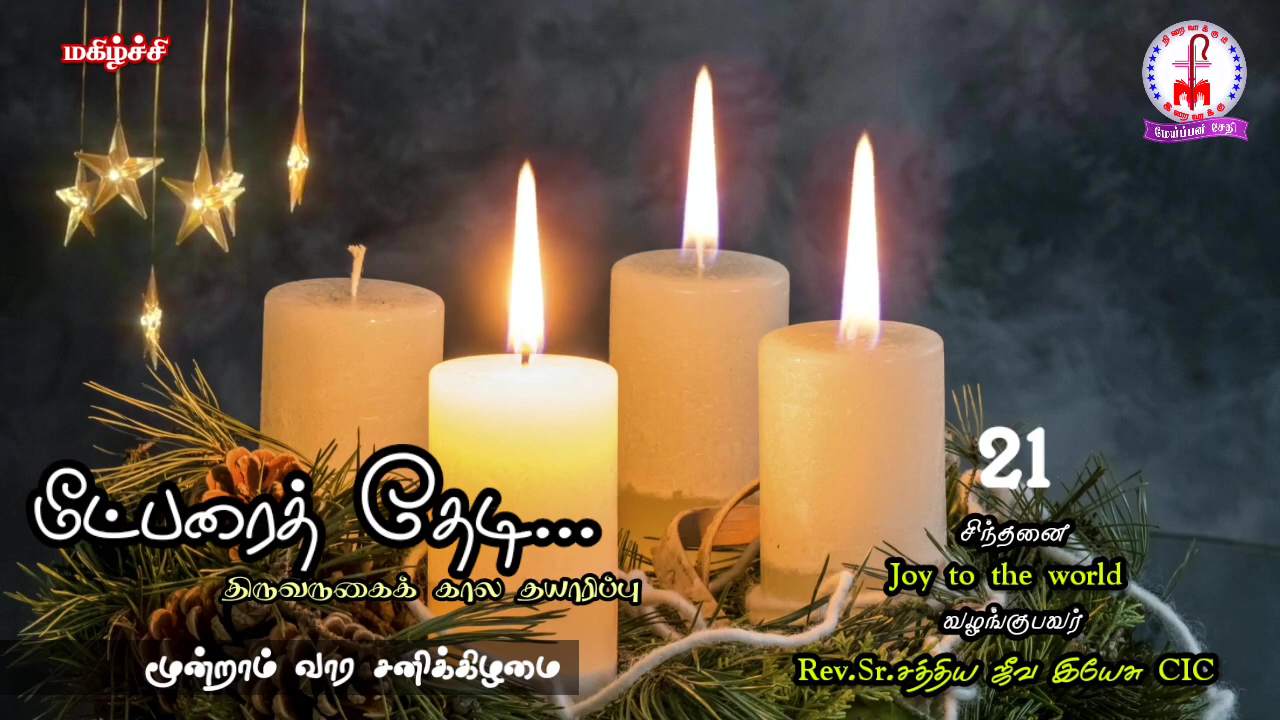 மகிழ்ச்சி
நிறைவாக்கும்
இறைவாக்கு
மேய்ப்பன் சேதி
மீட்பரைத் தேடி...
திருவருகைக் கால தயாரிப்பு
மூன்றாம் வார சனிக்கிழமை
21
சிந்தனை
Joy to the world
வழங்குபவர்
Rev.Sr.சத்திய ஜீவ இயேசு CIC